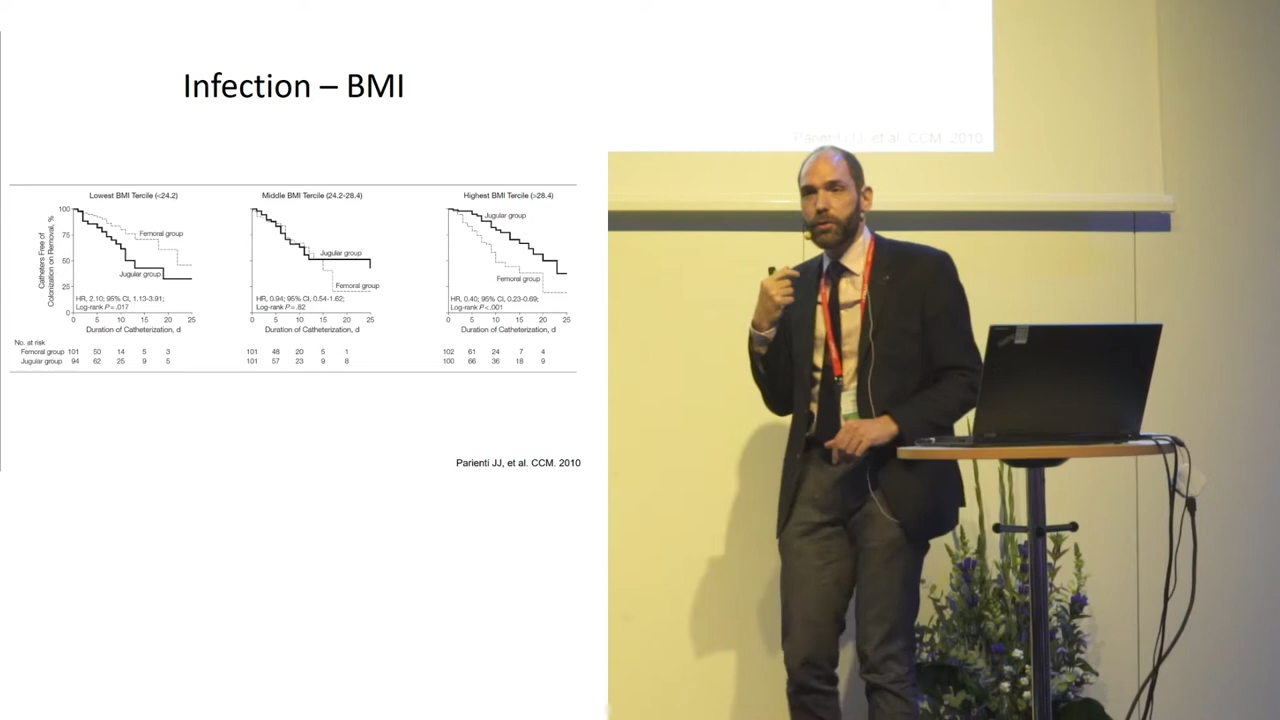 Infection – BMI
Parienti JJ, et al. CCM. 2010
Lowest BMI Tercile (<24.2)
Middle BMI Tercile (24.2-28.4)
Highest BMI Tercile (>28.4)
Catheters Free of
Colonization on Removal, %
100
75
50
25
0
Femoral group
Jugular group
HR, 2.10; 95% CI, 1.13-3.91;
Log-rank P=.017
0 5 10 15 20 25
Duration of Catheterization, d
Jugular group
Femoral group
HR, 0.94; 95% CI, 0.54-1.62;
Log-rank P=.82
0 5 10 15 20 25
Duration of Catheterization, d
Jugular group
Femoral group
HR, 0.40; 95% CI, 0.23-0.69;
Log-rank P<.001
0 5 10 15 20 25
Duration of Catheterization, d
No. at risk
Femoral group 101 50 14 5 3 101 48 20 5 1 102 61 24 7 4
Jugular group 94 62 25 9 5 101 57 23 9 8 100 66 36 18 9
Parienti JJ, et al. CCM. 2010